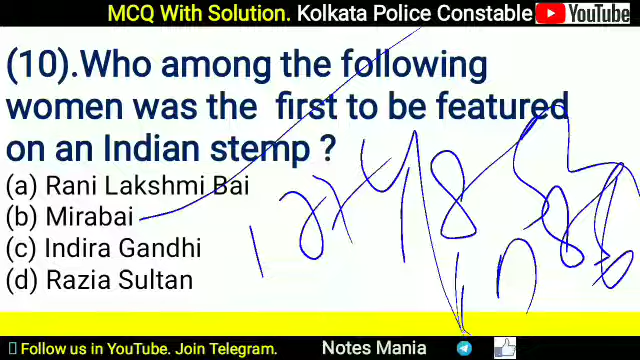 MCQ With Solution. Kolkata Police Constable YouTube
(10).Who among the following
women was the first to be featured
on an Indian stemp ?
(a) Rani Lakshmi Bai
(b) Mirabai
(c) Indira Gandhi
(d) Razia Sultan
Follow us in YouTube. Join Telegram. Notes Mania